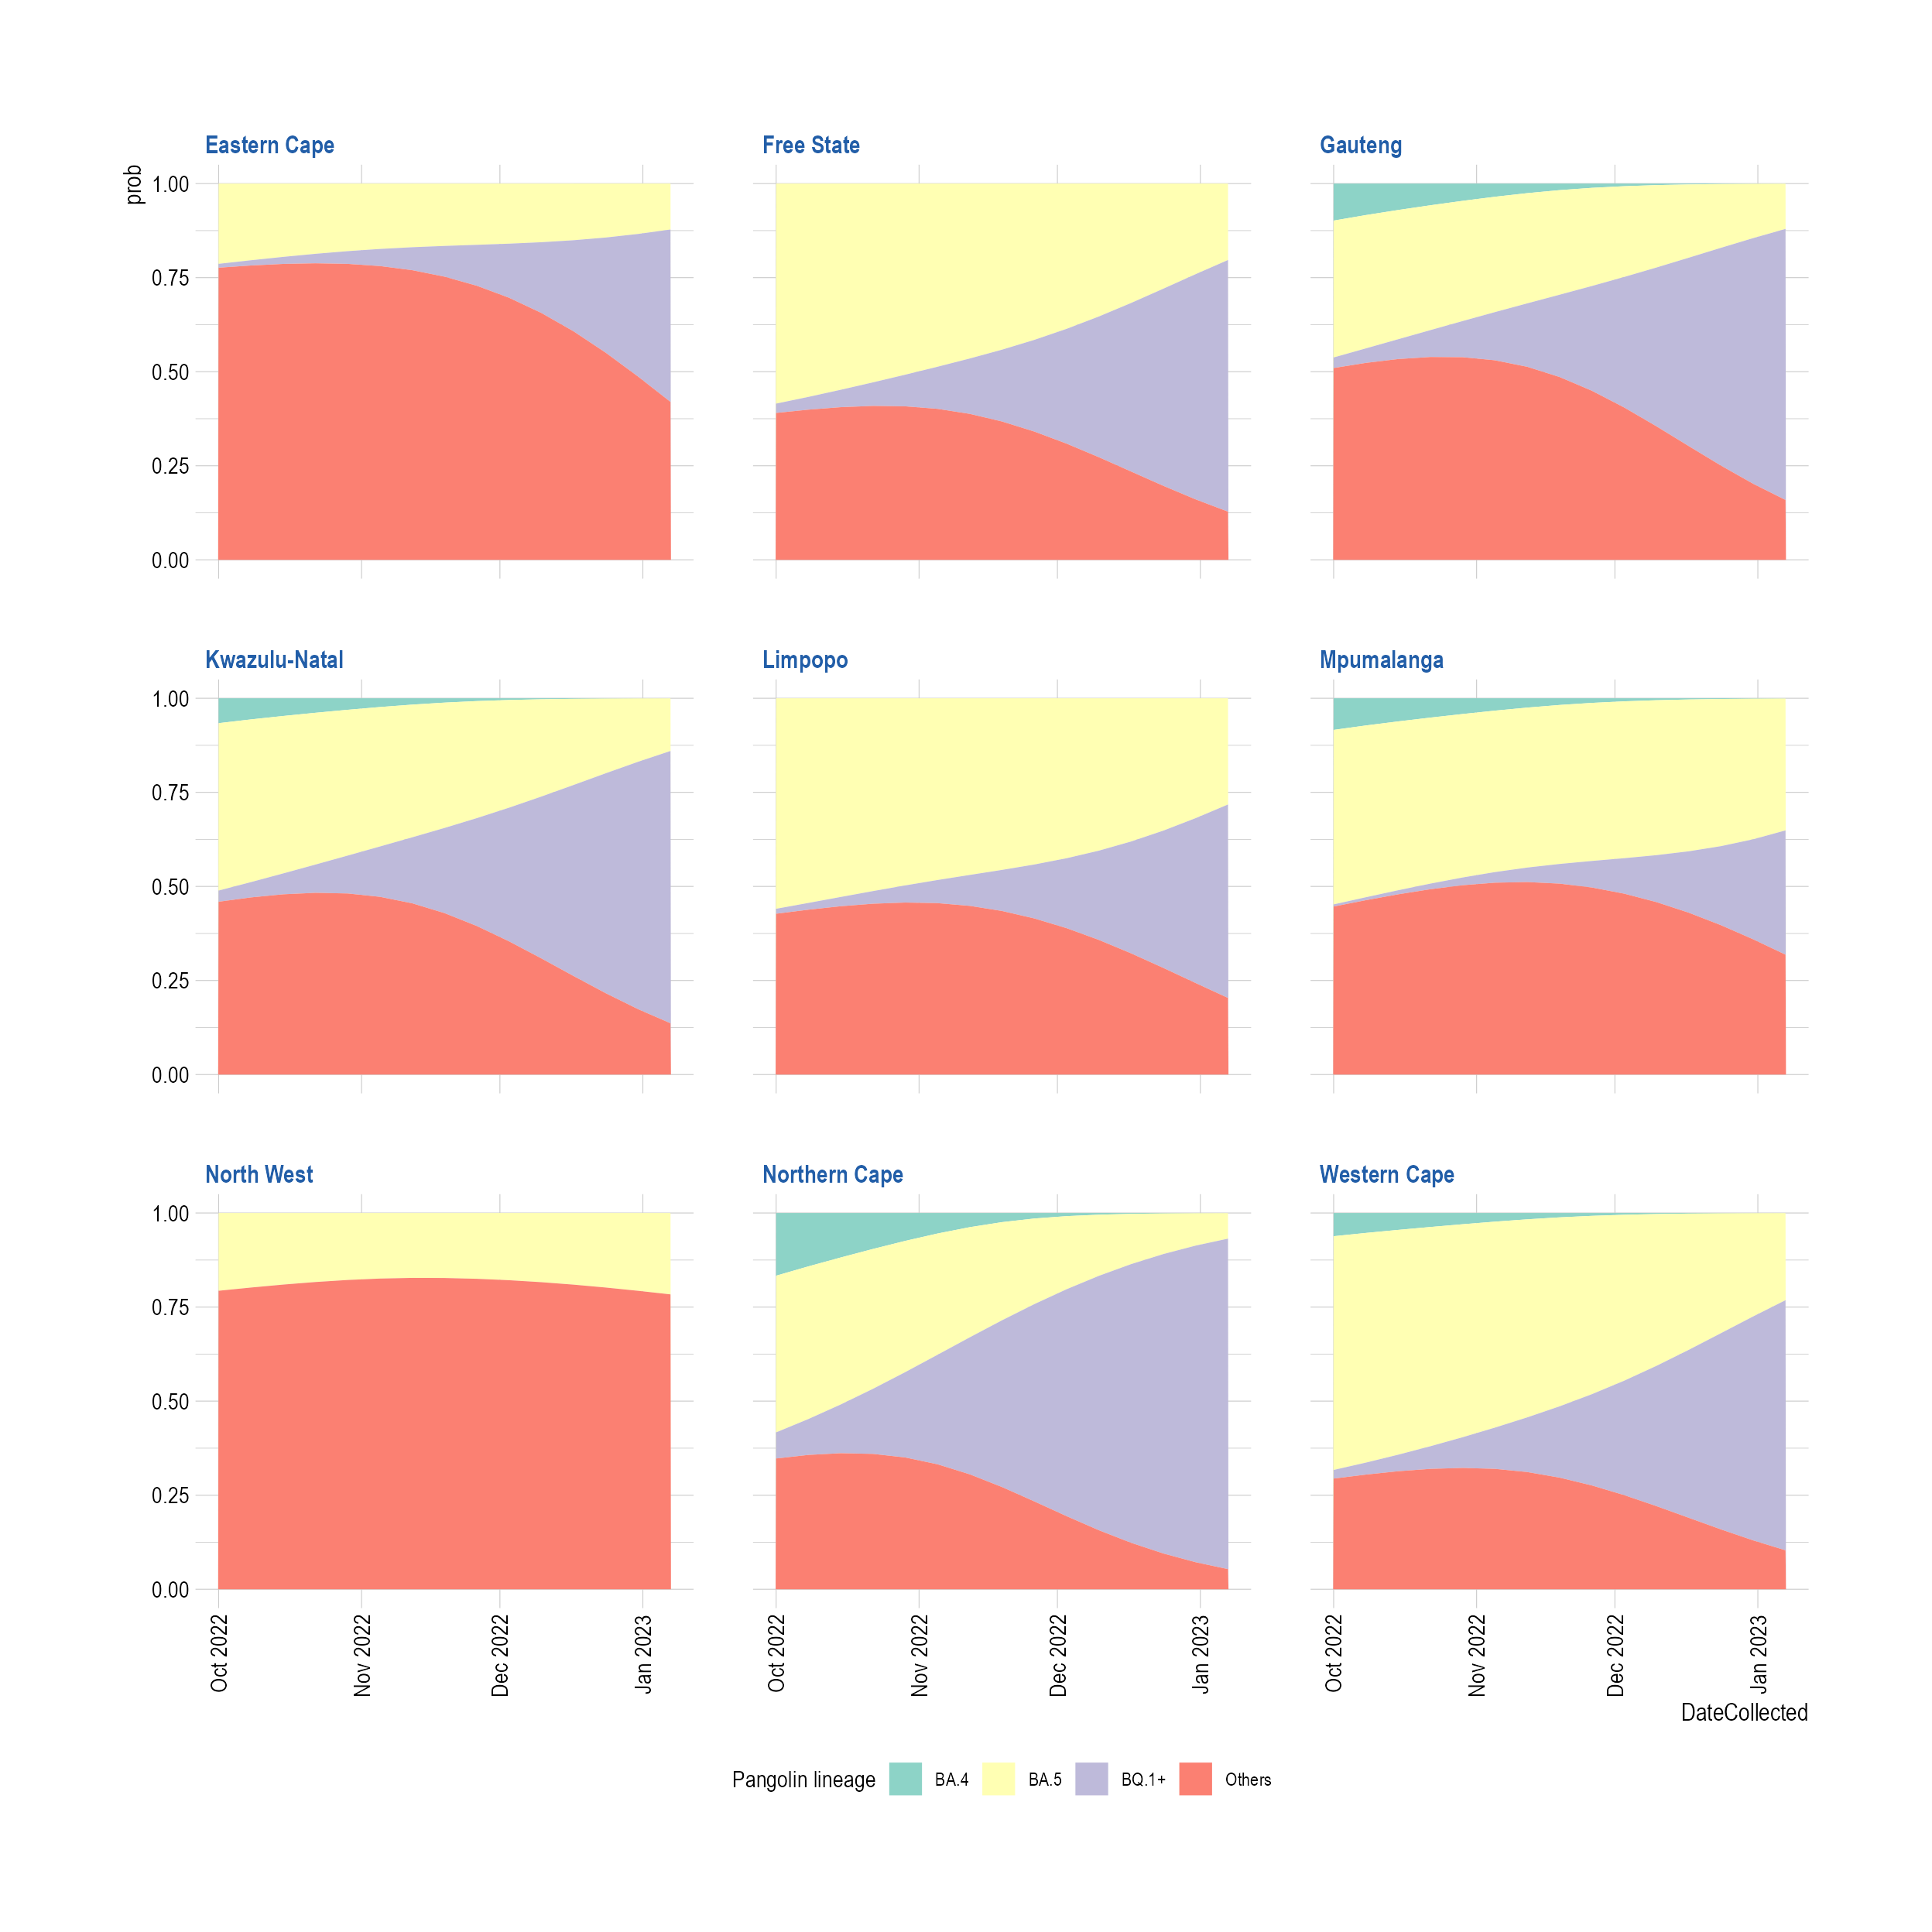 Eastern Cape
Free State
Gauteng
prob
1.00
0.75
0.50
0.25
0.00
Kwazulu-Natal
Limpopo
Mpumalanga
1.00
0.75
0.50
0.25
0.00
North West
Northern Cape
Western Cape
1.00
0.75
0.50
0.25
0.00
Oct 2022
Nov 2022
Dec 2022
Jan 2023
Oct 2022
Nov 2022
Dec 2022
Jan 2023
Oct 2022
Nov 2022
Dec 2022
Jan 2023
DateCollected
Pangolin lineage BA.4 BA.5 BQ.1+ Others